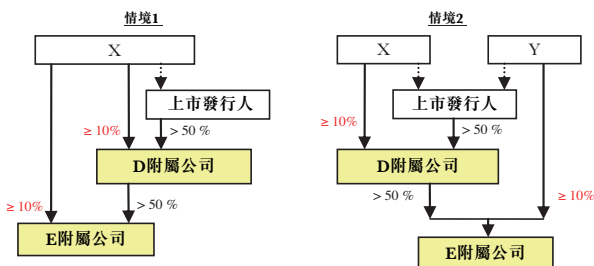 情境1
X
上市發行人
≥ 10%
> 50 %
D附屬公司
≥ 10%
> 50 %
E附屬公司
情境2
X
Y
上市發行人
≥ 10%
> 50 %
D附屬公司
> 50 %
≥ 10%
E附屬公司